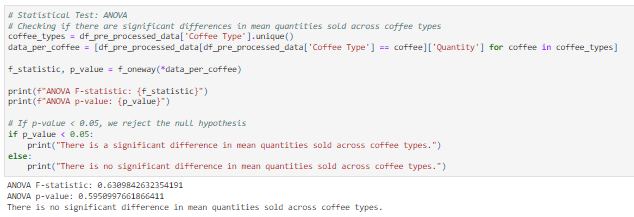 # Statistical Test: ANOVA
# Checking if there are significant differences in mean quantities sold across coffee types
coffee_types = df_pre_processed_data['Coffee Type'].unique()
data_per_coffee = [df_pre_processed_data[df_pre_processed_data['Coffee Type'] == coffee]['Quantity'] for coffee in coffee_types]
f_statistic, p_value = f_oneway(*data_per_coffee)
print(f"ANOVA F-statistic: {f_statistic}")
print(f"ANOVA p-value: {p_value}")
# If p-value < 0.05, we reject the null hypothesis
if p_value < 0.05:
    print("There is a significant difference in mean quantities sold across coffee types.")
else:
    print("There is no significant difference in mean quantities sold across coffee types.")
ANOVA F-statistic: 0.6309842632354191
ANOVA p-value: 0.5950997661866411
There is no significant difference in mean quantities sold across coffee types.